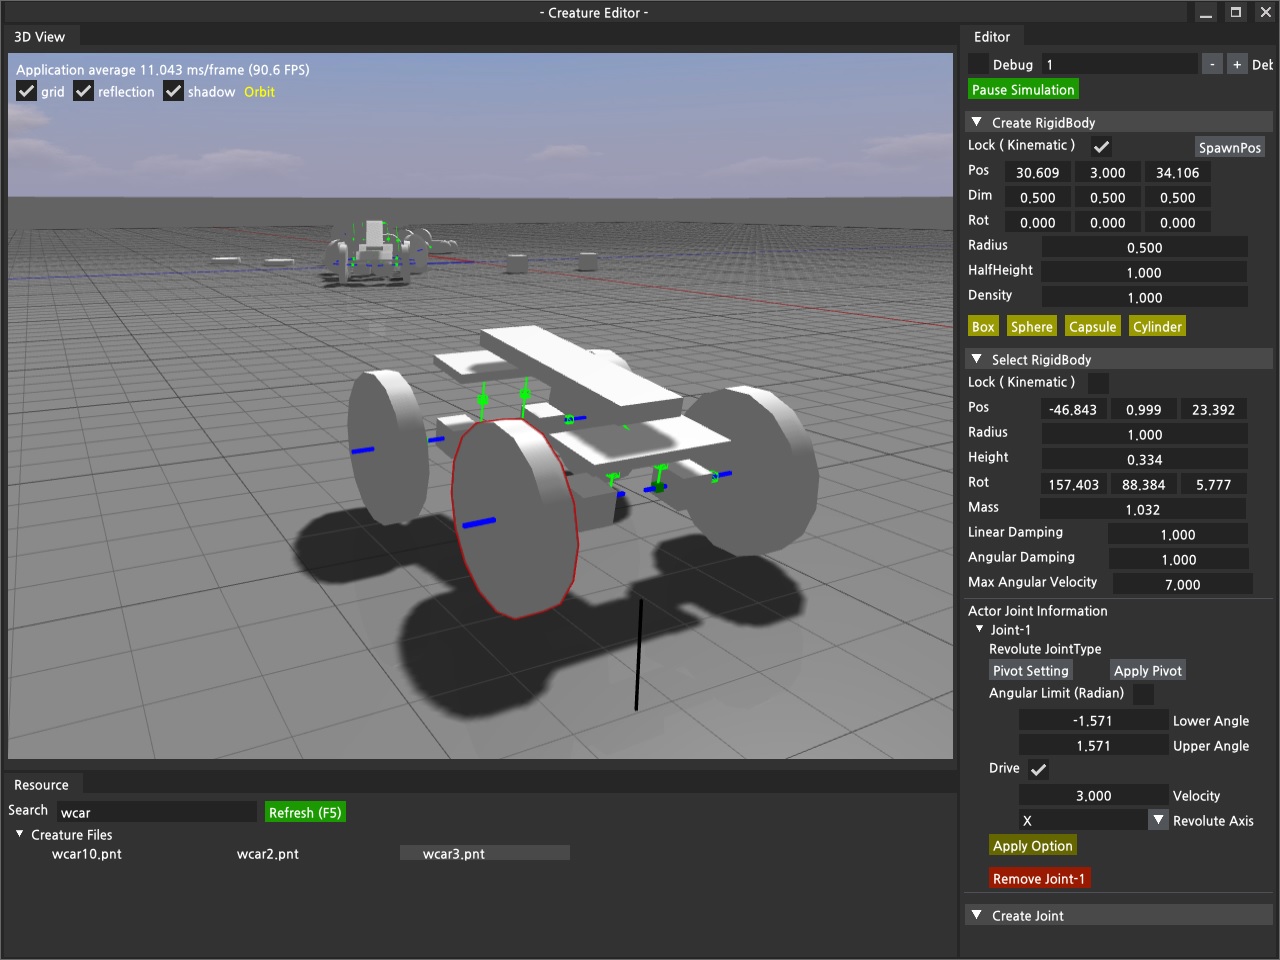 - Creature Editor -
3D View
Application average 11.043 ms/frame (90.6 FPS)
grid reflection shadow Orbit
Resource
Search wcar Refresh (F5)
Creature Files
wcar10.pnt wcar2.pnt wcar3.pnt
Editor
Debug 1 - + Det
Pause Simulation
Create RigidBody
Lock ( Kinematic ) SpawnPos
Pos 30.609 3.000 34.106
Dim 0.500 0.500 0.500
Rot 0.000 0.000 0.000
Radius 0.500
HalfHeight 1.000
Density 1.000
Box Sphere Capsule Cylinder
Select RigidBody
Lock ( Kinematic )
Pos -46.843 0.999 23.392
Radius 1.000
Height 0.334
Rot 157.403 88.384 5.777
Mass 1.032
Linear Damping 1.000
Angular Damping 1.000
Max Angular Velocity 7.000
Actor Joint Information
Joint-1
Revolute JointType
Pivot Setting Apply Pivot
Angular Limit (Radian)
-1.571 Lower Angle
1.571 Upper Angle
Drive
3.000 Velocity
X Revolute Axis
Apply Option
Remove Joint-1
Create Joint